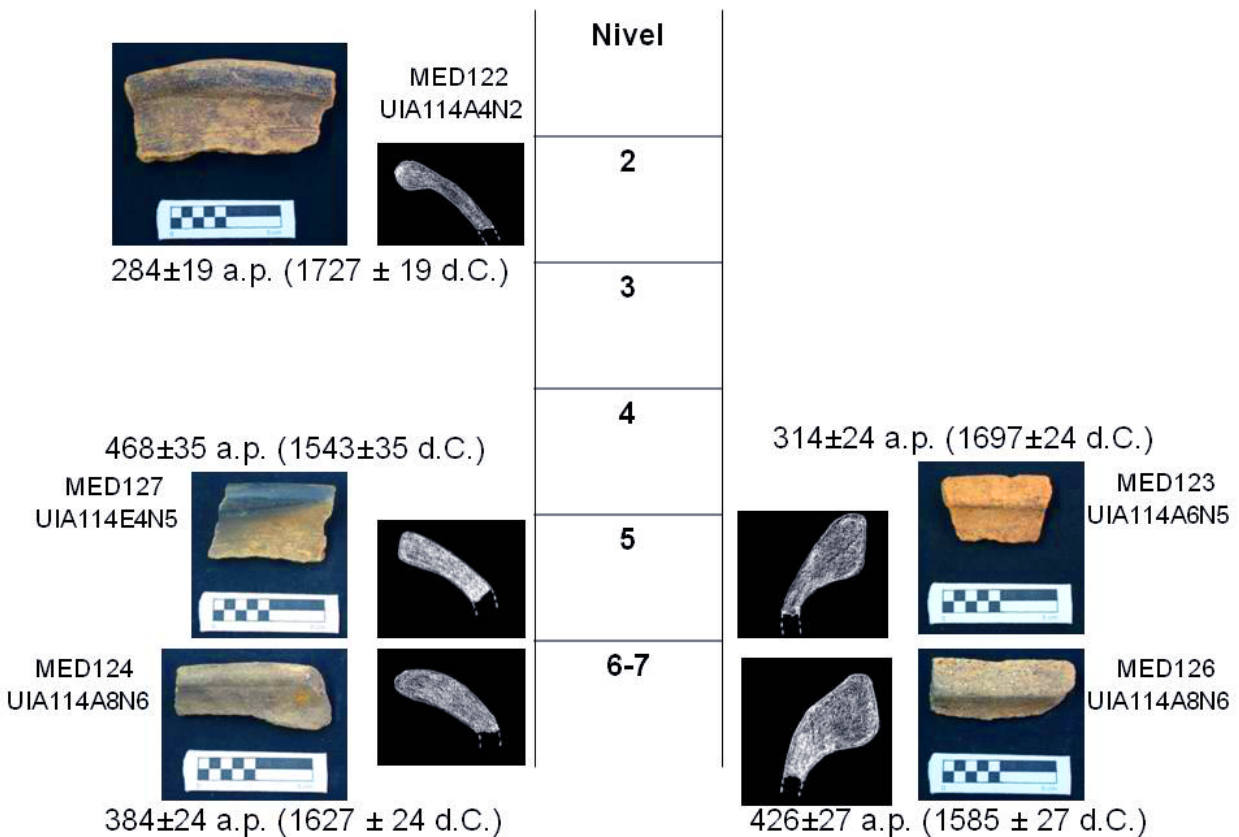 Nivel
MED122
UIA114A4N2
2
284±19 a.p. (1727 ± 19 d.C.)
3
4
468±35 a.p. (1543±35 d.C.)
MED127
UIA114E4N5
314±24 a.p. (1697±24 d.C.)
MED123
UIA114A6N5
5
6-7
MED124
UIA114A8N6
MED126
UIA114A8N6
384±24 a.p. (1627 ± 24 d.C.)
426±27 a.p. (1585 ± 27 d.C.)